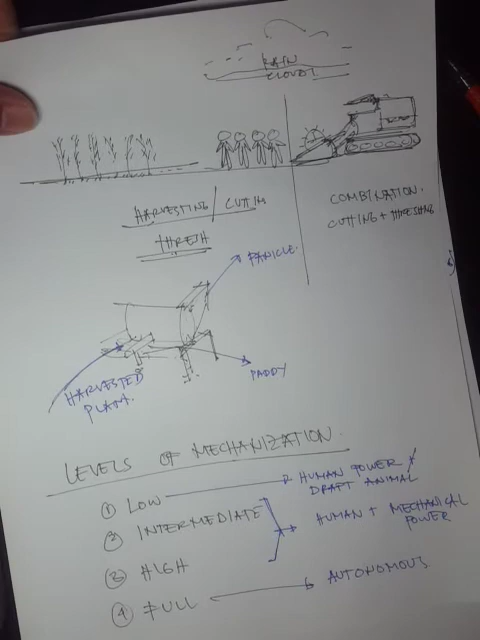 RAIN
CLOUDS
HARVESTING/CUTTING
THRESH
COMBINATION.
CUTTING + THRESHING
PANICLE
HARVESTED
PLANT.
PADDY
LEVELS OF MECHANIZATION.
① LOW
HUMAN POWER /
DRAFT ANIMAL
② INTERMEDIATE
HUMAN + MECHANICAL
POWER
③ HIGH
④ FULL
AUTONOMOUS